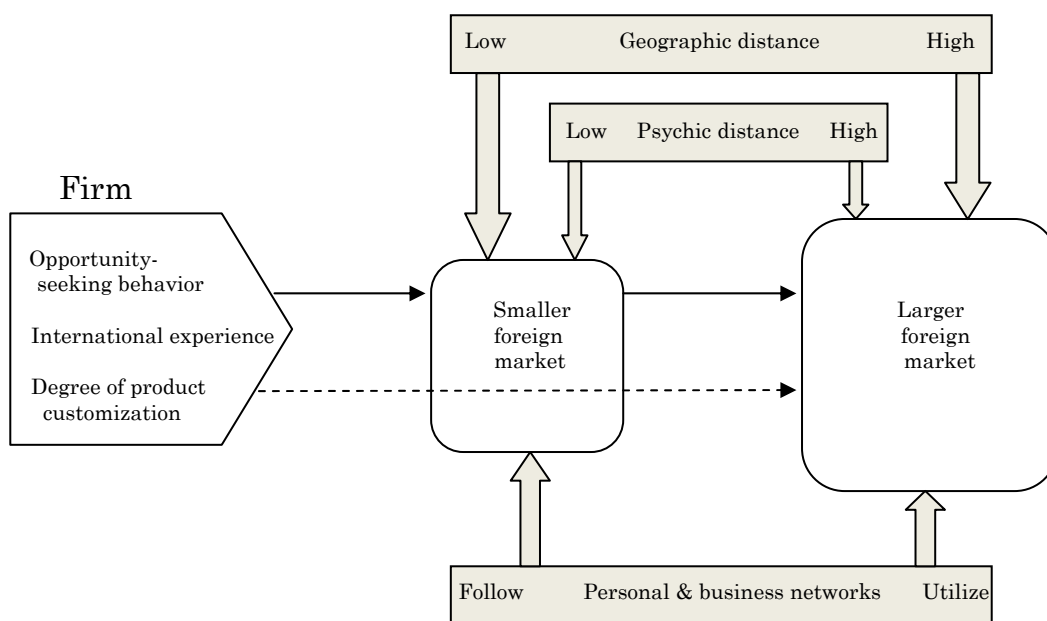 Low Geographic distance High
Low Psychic distance High
Firm
Opportunity-
seeking behavior
International experience
Degree of product
customization
Smaller
foreign
market
Larger
foreign
market
Follow Personal & business networks Utilize